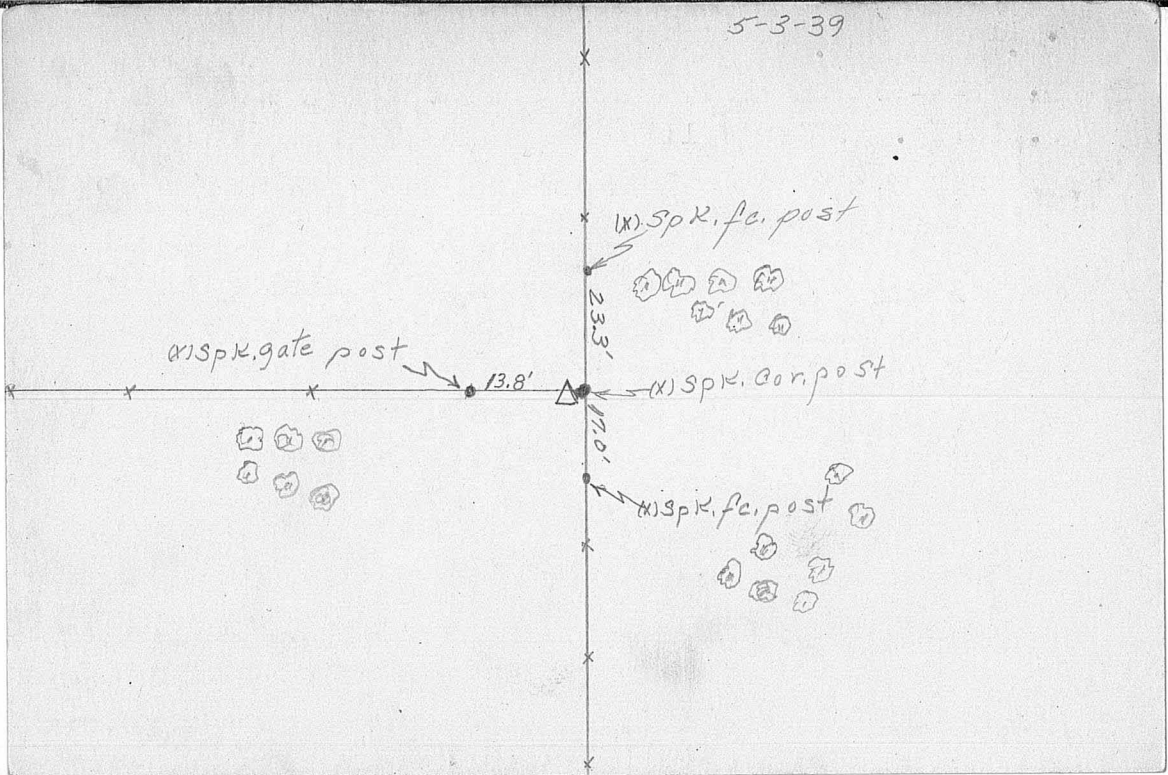 5-3-39
(x) Spk. fc. post
23.3'
(x) Spk. gate post
13.8'
(x) Spk. Cor. post
17.0'
(x) Spk. fc. post